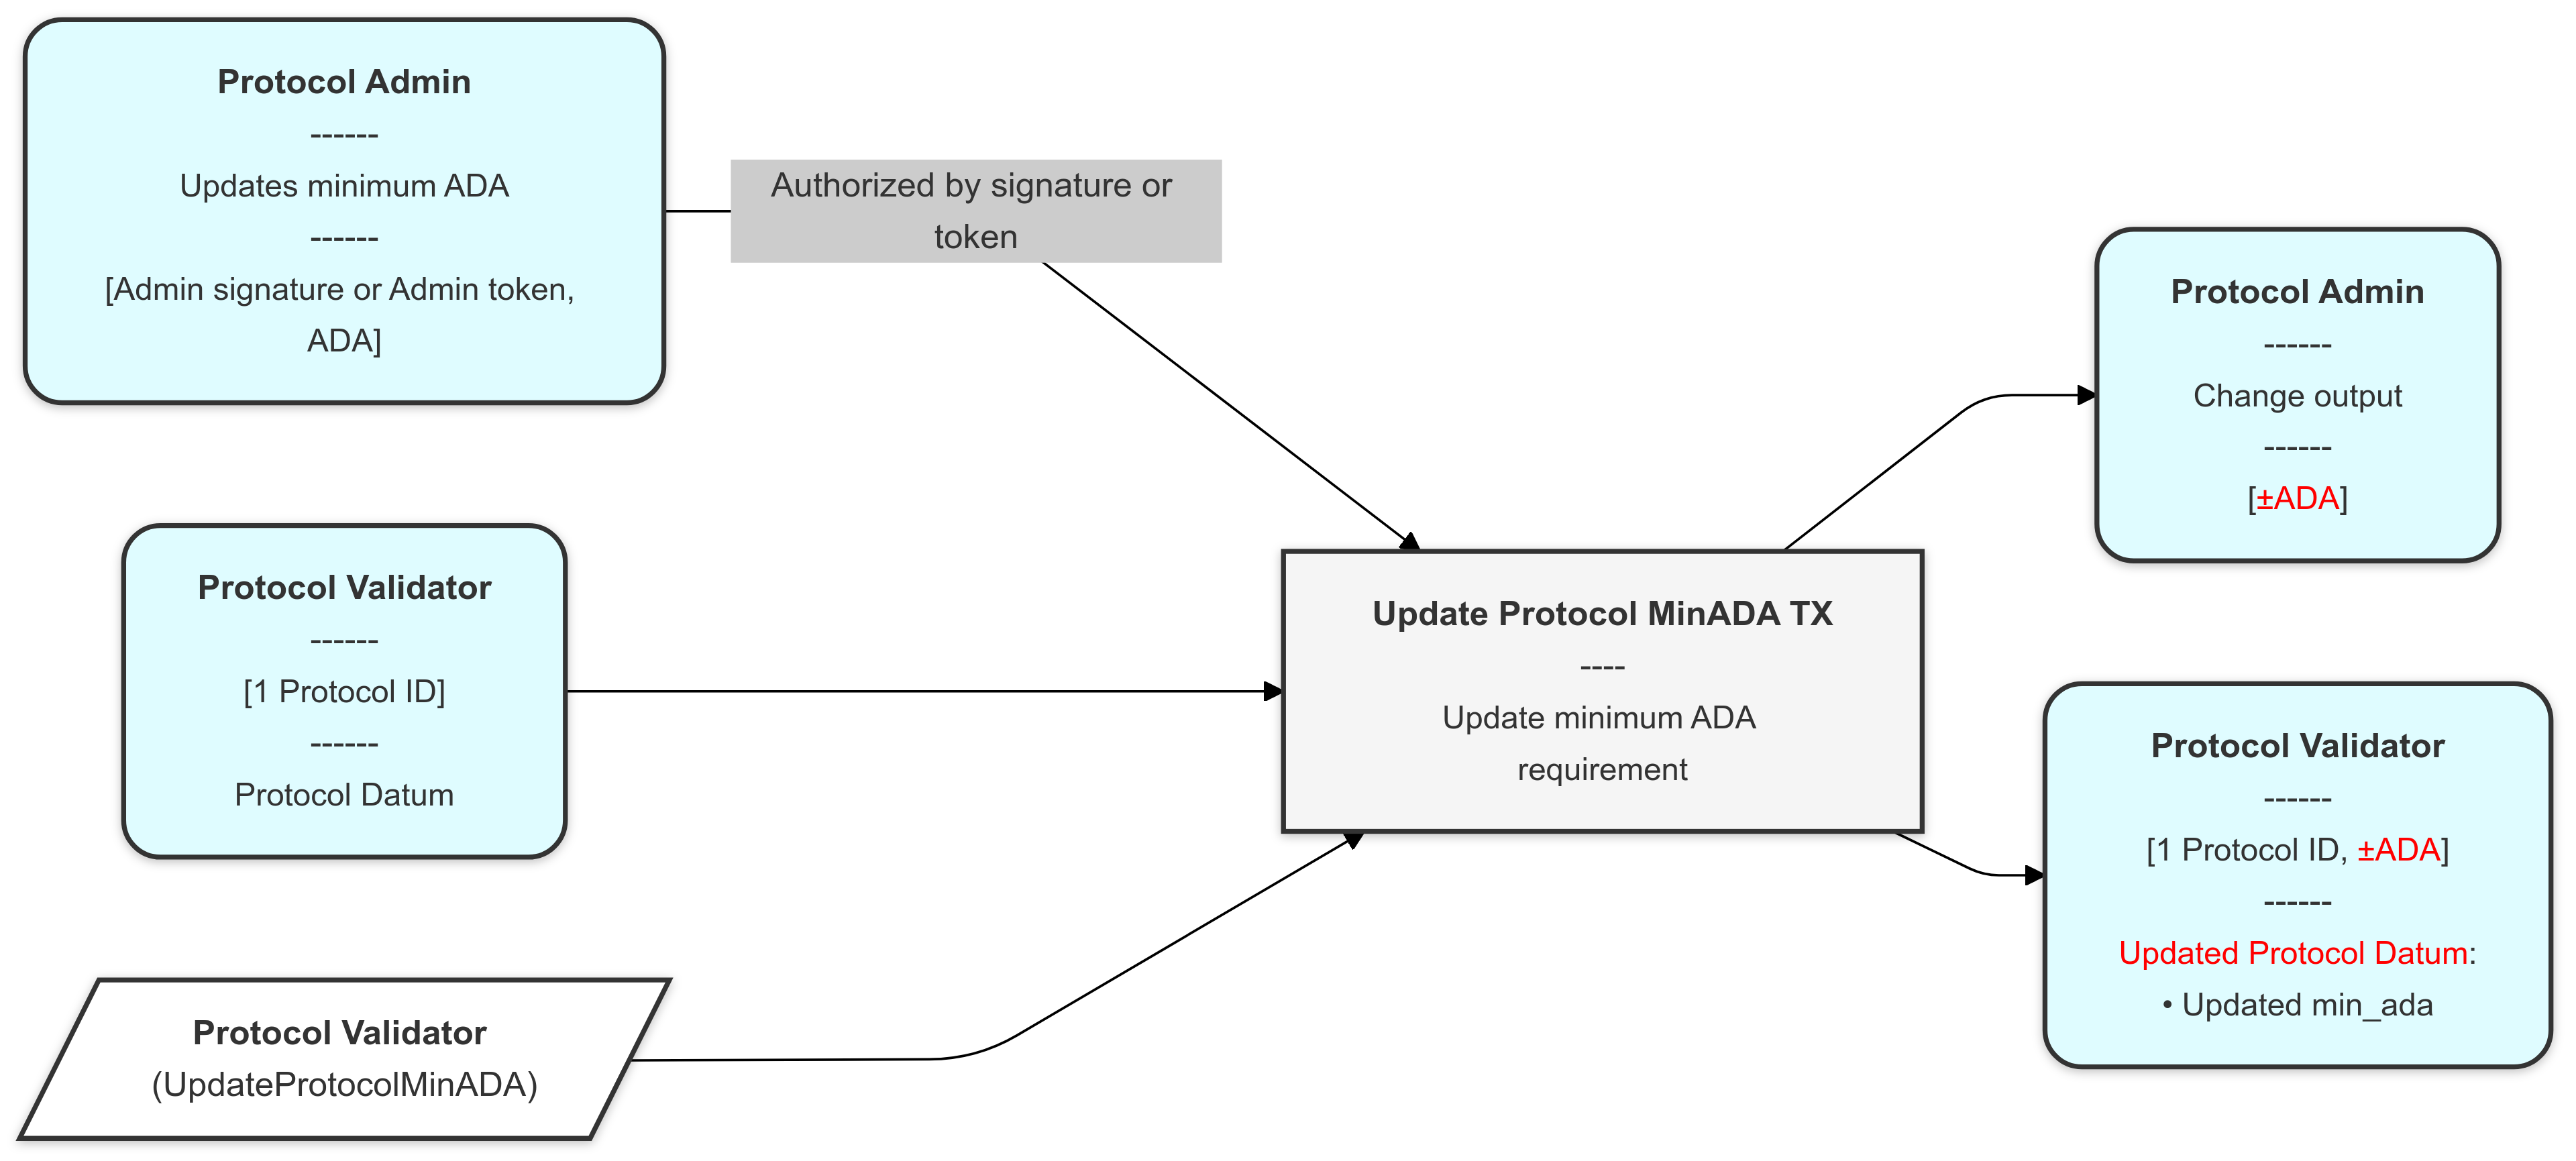 Protocol Admin
------
Updates minimum ADA
------
[Admin signature or Admin token,
ADA]
Authorized by signature or
token
Protocol Validator
------
[1 Protocol ID]
------
Protocol Datum
Protocol Validator
(UpdateProtocolMinADA)
Update Protocol MinADA TX
----
Update minimum ADA
requirement
Protocol Admin
------
Change output
------
[±ADA]
Protocol Validator
------
[1 Protocol ID, ±ADA]
------
Updated Protocol Datum:
• Updated min_ada